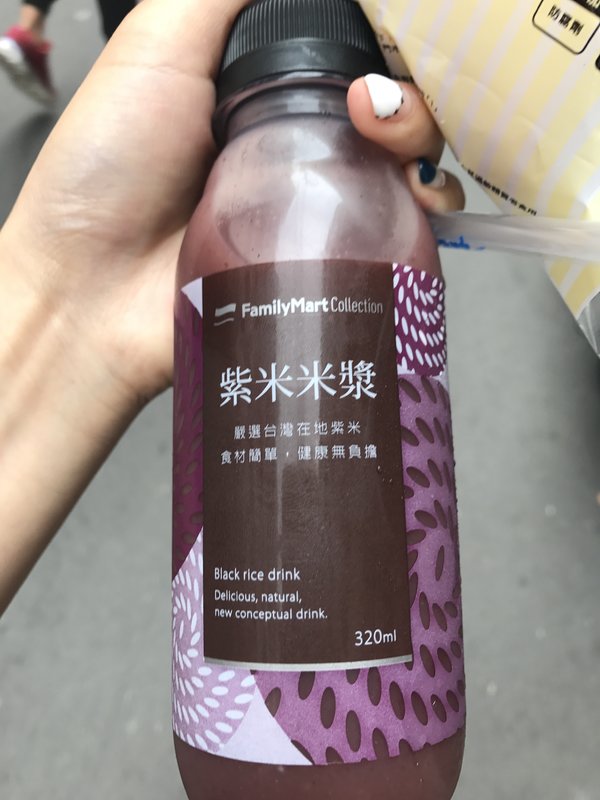 防腐劑
FamilyMart Collection
紫米米漿
嚴選台灣在地紫米
食材簡單，健康無負擔
Black rice drink
Delicious, natural,
new conceptual drink.
320ml